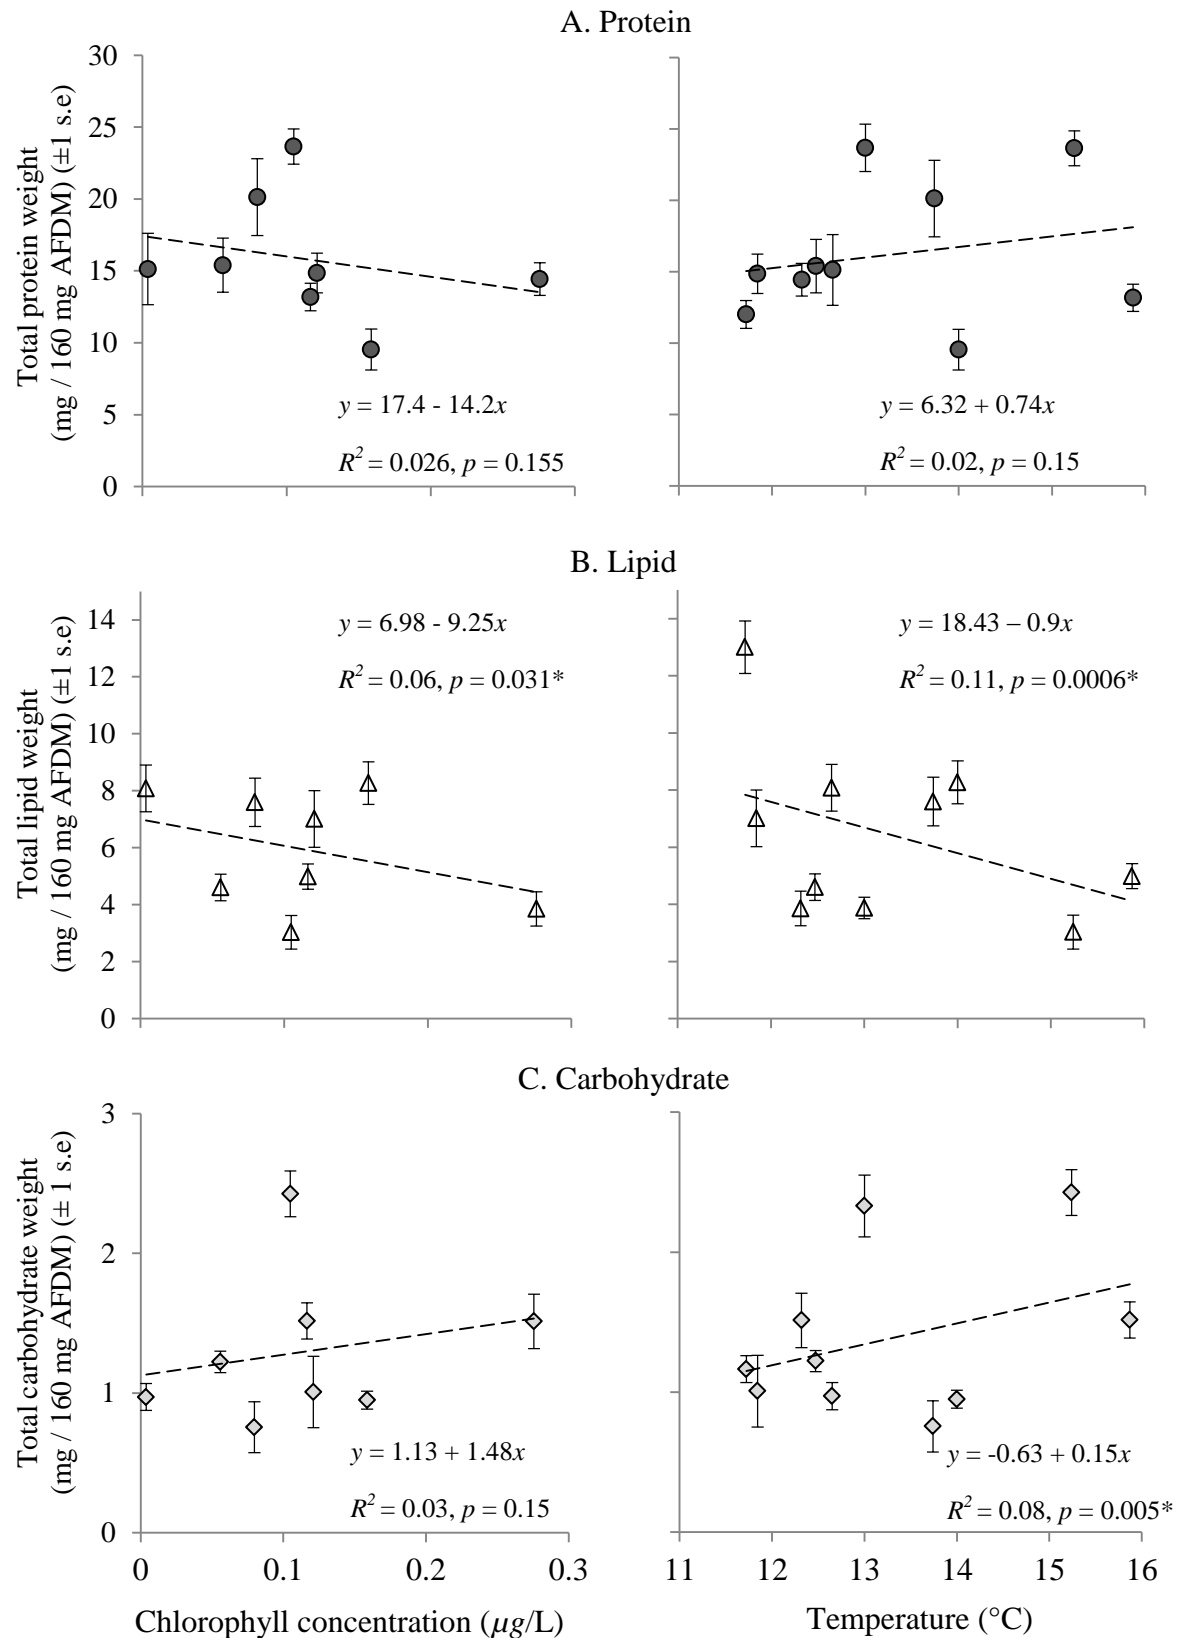 A. Protein
Total protein weight
(mg / 160 mg AFDM) (±1 s.e)
30
25
20
15
10
5
0
y = 17.4 - 14.2x
R² = 0.026, p = 0.155
y = 6.32 + 0.74x
R² = 0.02, p = 0.15
B. Lipid
Total lipid weight
(mg / 160 mg AFDM) (±1 s.e)
14
12
10
8
6
4
2
0
y = 6.98 - 9.25x
R² = 0.06, p = 0.031*
y = 18.43 – 0.9x
R² = 0.11, p = 0.0006*
C. Carbohydrate
Total carbohydrate weight
(mg / 160 mg AFDM) (± 1 s.e)
3
2
1
0
y = 1.13 + 1.48x
R² = 0.03, p = 0.15
y = -0.63 + 0.15x
R² = 0.08, p = 0.005*
0 0.1 0.2 0.3
11 12 13 14 15 16
Chlorophyll concentration (µg/L)
Temperature (°C)